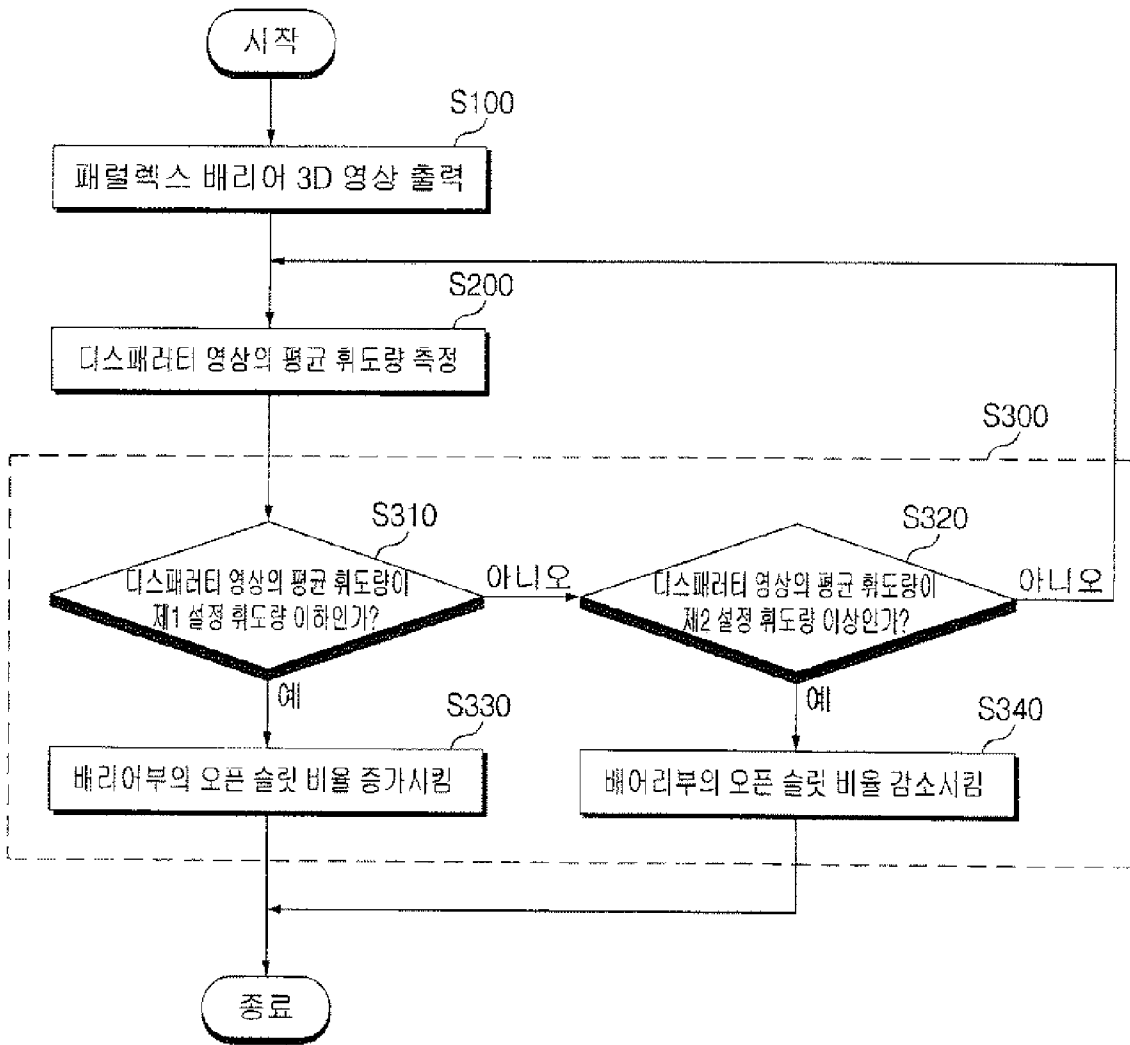 시작
S100
패럴렉스 배리어 3D 영상 출력
S200
디스패러티 영상의 평균 휘도량 측정
S300
S310
디스패러티 영상의 평균 휘도량이
제1 설정 휘도량 이하인가?
아니오
S320
디스패러티 영상의 평균 휘도량이
제2 설정 휘도량 이상인가?
아니오
예
예
S330
배리어부의 오픈 슬릿 비율 증가시킴
S340
배어리부의 오픈 슬릿 비율 감소시킴
종료